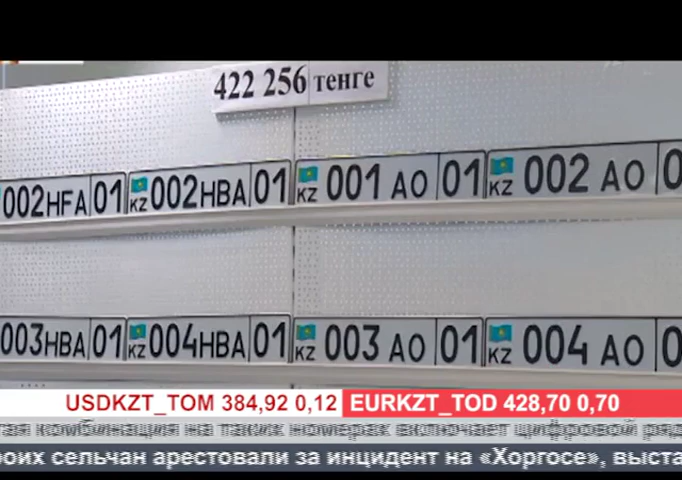 422 256 тенге
002HFA 01 KZ 002HBA 01 KZ 001 AO 01 KZ 002 AO 0
003HBA 01 KZ 004HBA 01 KZ 003 AO 01 KZ 004 AO 0
USDKZT_TOM 384,92 0,12 EURKZT_TOD 428,70 0,70
комбинация на таких номерах включает цифровой
сельчан арестовали за инцидент на «Хоргосе»,